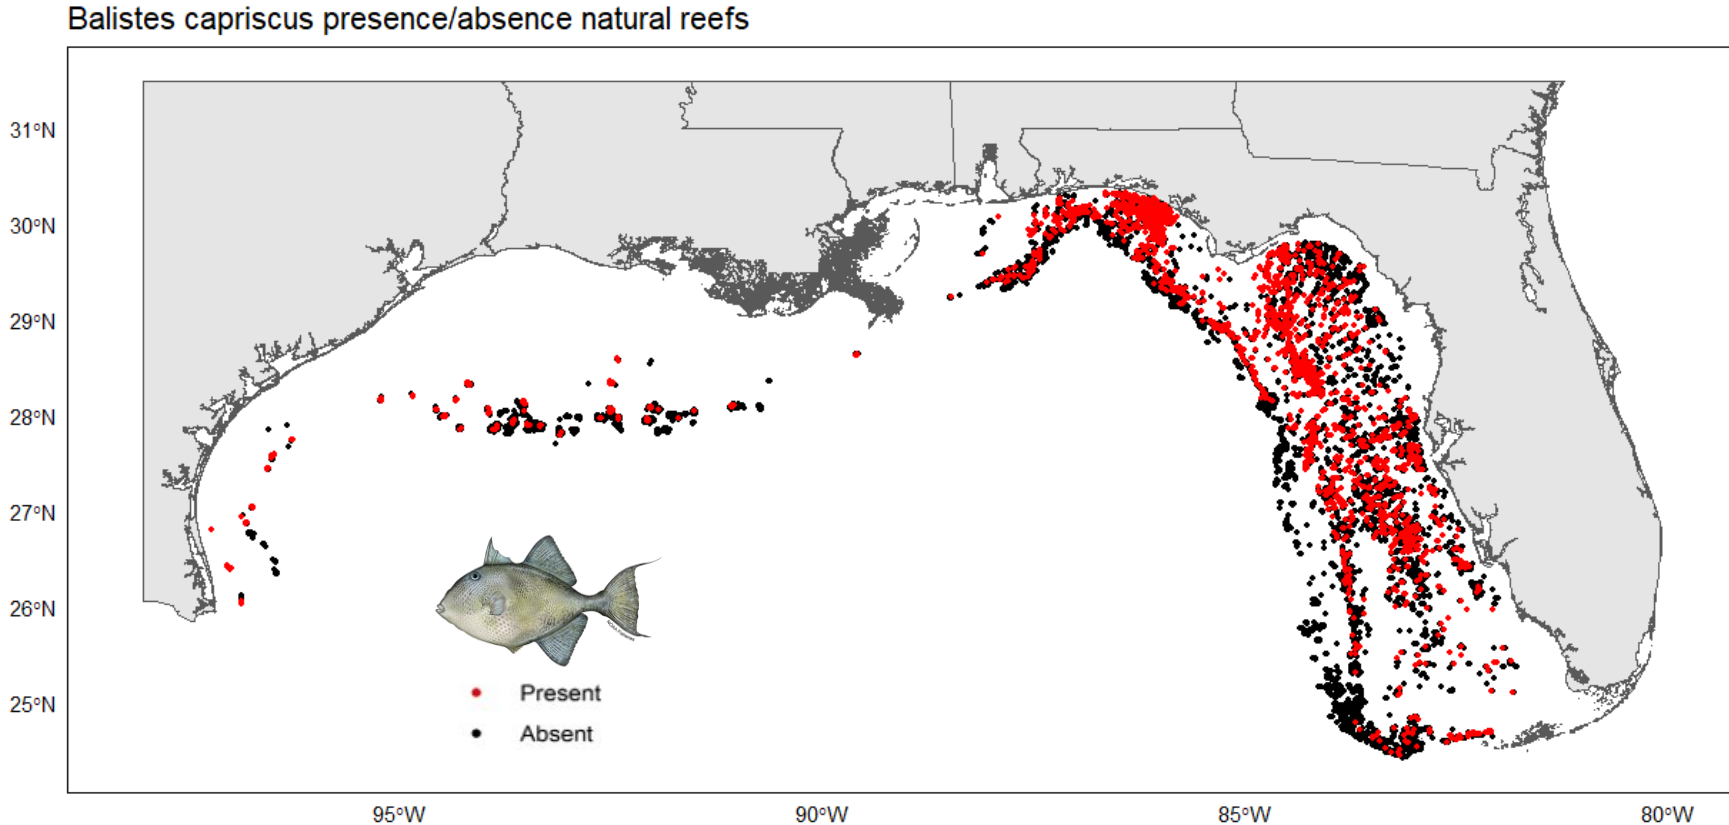 Balistes capriscus presence/absence natural reefs
31°N
30°N
29°N
28°N
27°N
26°N
25°N
Present
Absent
95°W
90°W
85°W
80°W